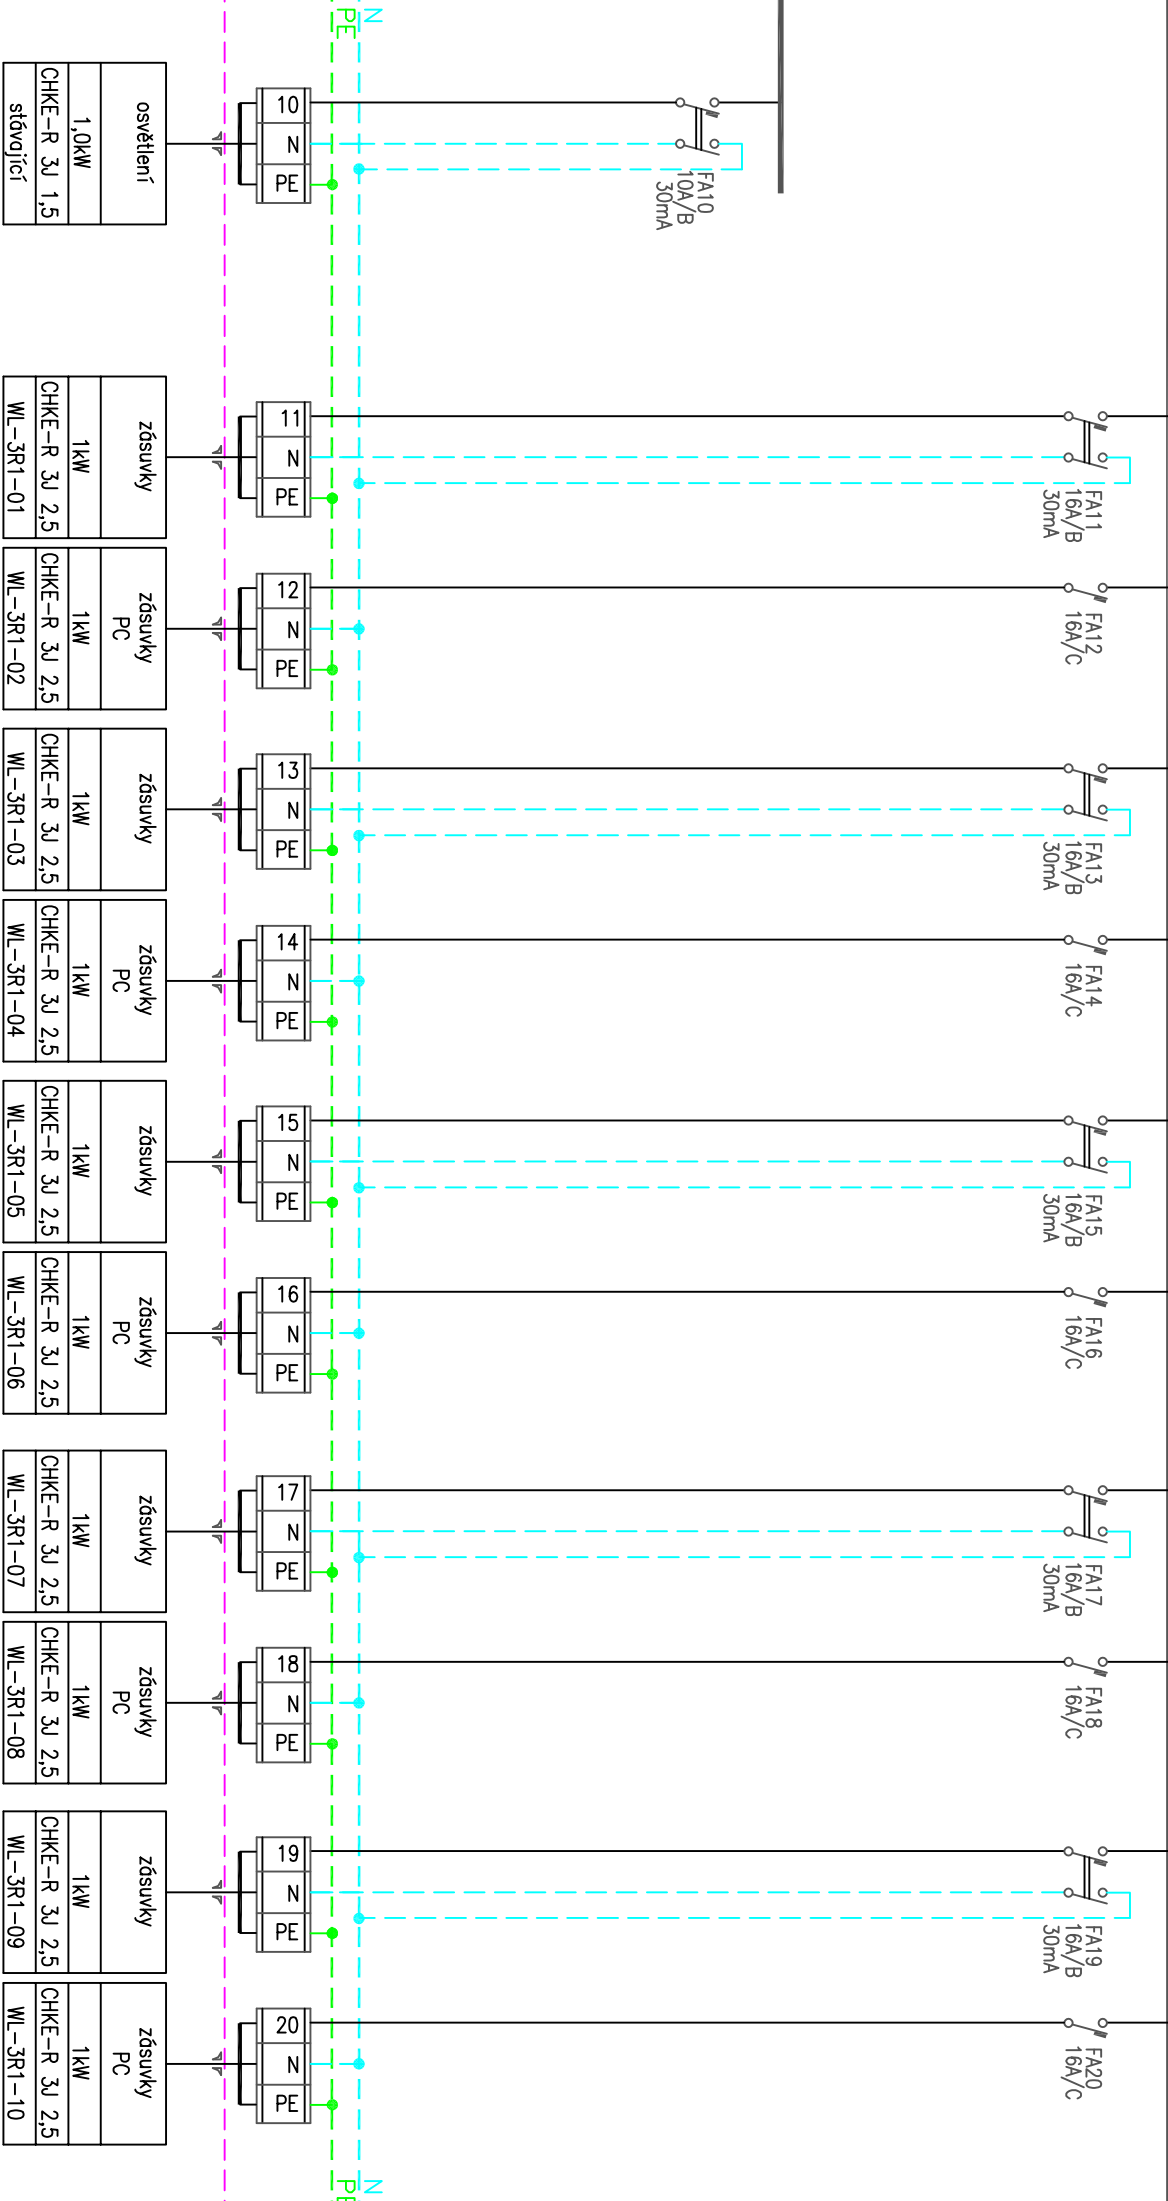 N
PE
FA10
10A/B
30mA
10
N
PE
osvětlení
1,0kW
CHKE-R 3J 1,5
stávající
FA11
16A/B
30mA
11
N
PE
zásuvky
1kW
CHKE-R 3J 2,5
WL-3R1-01
FA12
16A/C
12
N
PE
zásuvky
PC
1kW
CHKE-R 3J 2,5
WL-3R1-02
FA13
16A/B
30mA
13
N
PE
zásuvky
1kW
CHKE-R 3J 2,5
WL-3R1-03
FA14
16A/C
14
N
PE
zásuvky
PC
1kW
CHKE-R 3J 2,5
WL-3R1-04
FA15
16A/B
30mA
15
N
PE
zásuvky
1kW
CHKE-R 3J 2,5
WL-3R1-05
FA16
16A/C
16
N
PE
zásuvky
PC
1kW
CHKE-R 3J 2,5
WL-3R1-06
FA17
16A/B
30mA
17
N
PE
zásuvky
1kW
CHKE-R 3J 2,5
WL-3R1-07
FA18
16A/C
18
N
PE
zásuvky
PC
1kW
CHKE-R 3J 2,5
WL-3R1-08
FA19
16A/B
30mA
19
N
PE
zásuvky
1kW
CHKE-R 3J 2,5
WL-3R1-09
FA20
16A/C
20
N
PE
zásuvky
PC
1kW
CHKE-R 3J 2,5
WL-3R1-10
N
PE